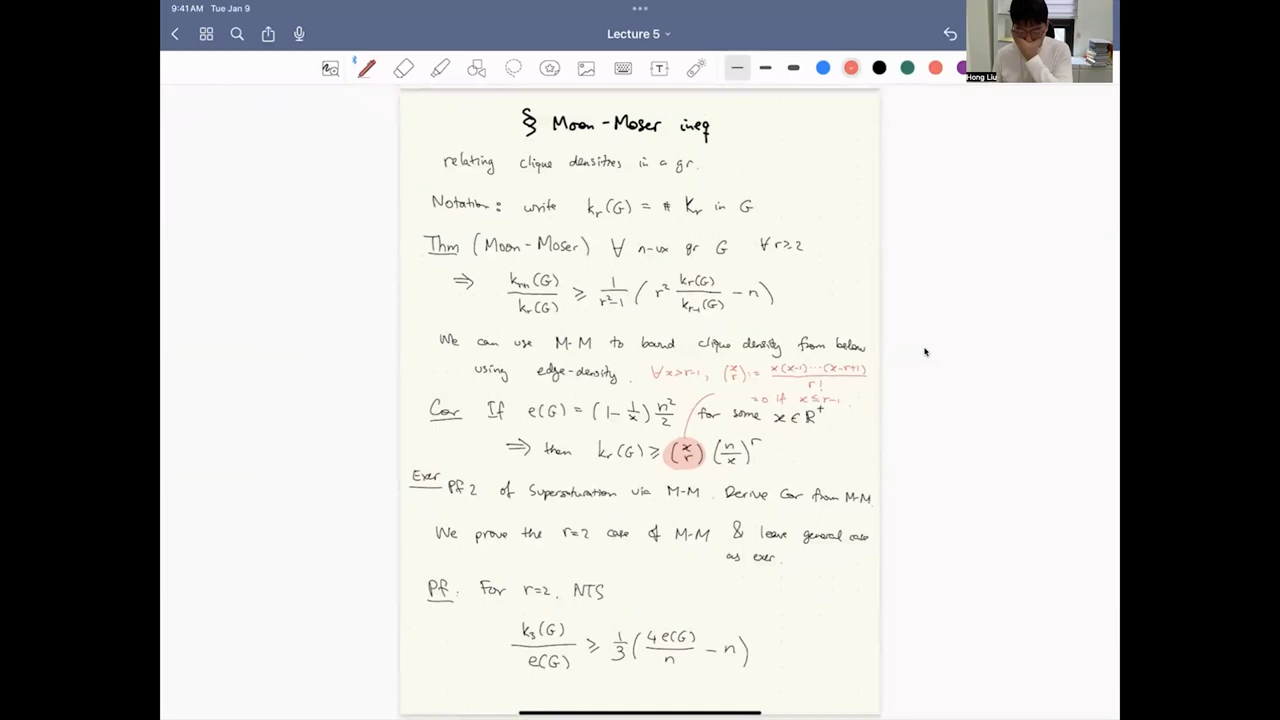 9:41 AM Tue Jan 9
Lecture 5
Hong Liu
§ Moon-Moser ineq
relating clique densities in a gr.
Notation: write k_r(G) = # K_r in G
Thm (Moon-Moser) ∀ n-vx gr G ∀ r≥2
⇒ k_{r+1}(G)/k_r(G) ≥ 1/(r²-1) (r² k_r(G)/k_{r-1}(G) - n)
We can use M-M to bound clique density from below
using edge-density. ∀x>r-1, (x r) := x(x-1)⋯(x-r+1)/r!
=0 if x≤r-1
Cor If e(G) = (1-1/x) n²/2 for some x∈ℝ⁺
⇒ then k_r(G) ≥ (x r) (n/x)^r
Exer Pf 2 of Supersaturation via M-M. Derive Cor from M-M.
We prove the r=2 case of M-M & leave general case
as exer.
Pf. For r=2. NTS
k_3(G)/e(G) ≥ 1/3 (4e(G)/n - n)